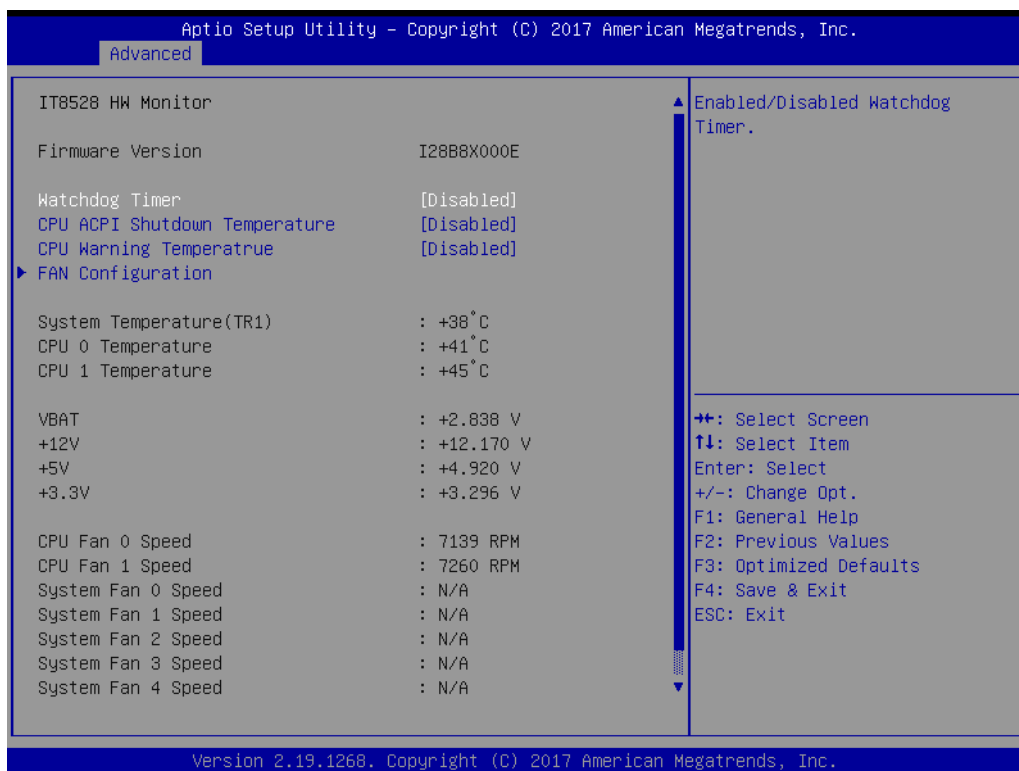 Aptio Setup Utility – Copyright (C) 2017 American Megatrends, Inc.
Advanced
IT8528 HW Monitor
Firmware Version I28B8X000E
Watchdog Timer [Disabled]
CPU ACPI Shutdown Temperature [Disabled]
CPU Warning Temperatrue [Disabled]
FAN Configuration
System Temperature(TR1) : +38°C
CPU 0 Temperature : +41°C
CPU 1 Temperature : +45°C
VBAT : +2.838 V
+12V : +12.170 V
+5V : +4.920 V
+3.3V : +3.296 V
CPU Fan 0 Speed : 7139 RPM
CPU Fan 1 Speed : 7260 RPM
System Fan 0 Speed : N/A
System Fan 1 Speed : N/A
System Fan 2 Speed : N/A
System Fan 3 Speed : N/A
System Fan 4 Speed : N/A
Enabled/Disabled Watchdog
Timer.
→←: Select Screen
↑↓: Select Item
Enter: Select
+/-: Change Opt.
F1: General Help
F2: Previous Values
F3: Optimized Defaults
F4: Save & Exit
ESC: Exit
Version 2.19.1268. Copyright (C) 2017 American Megatrends, Inc.